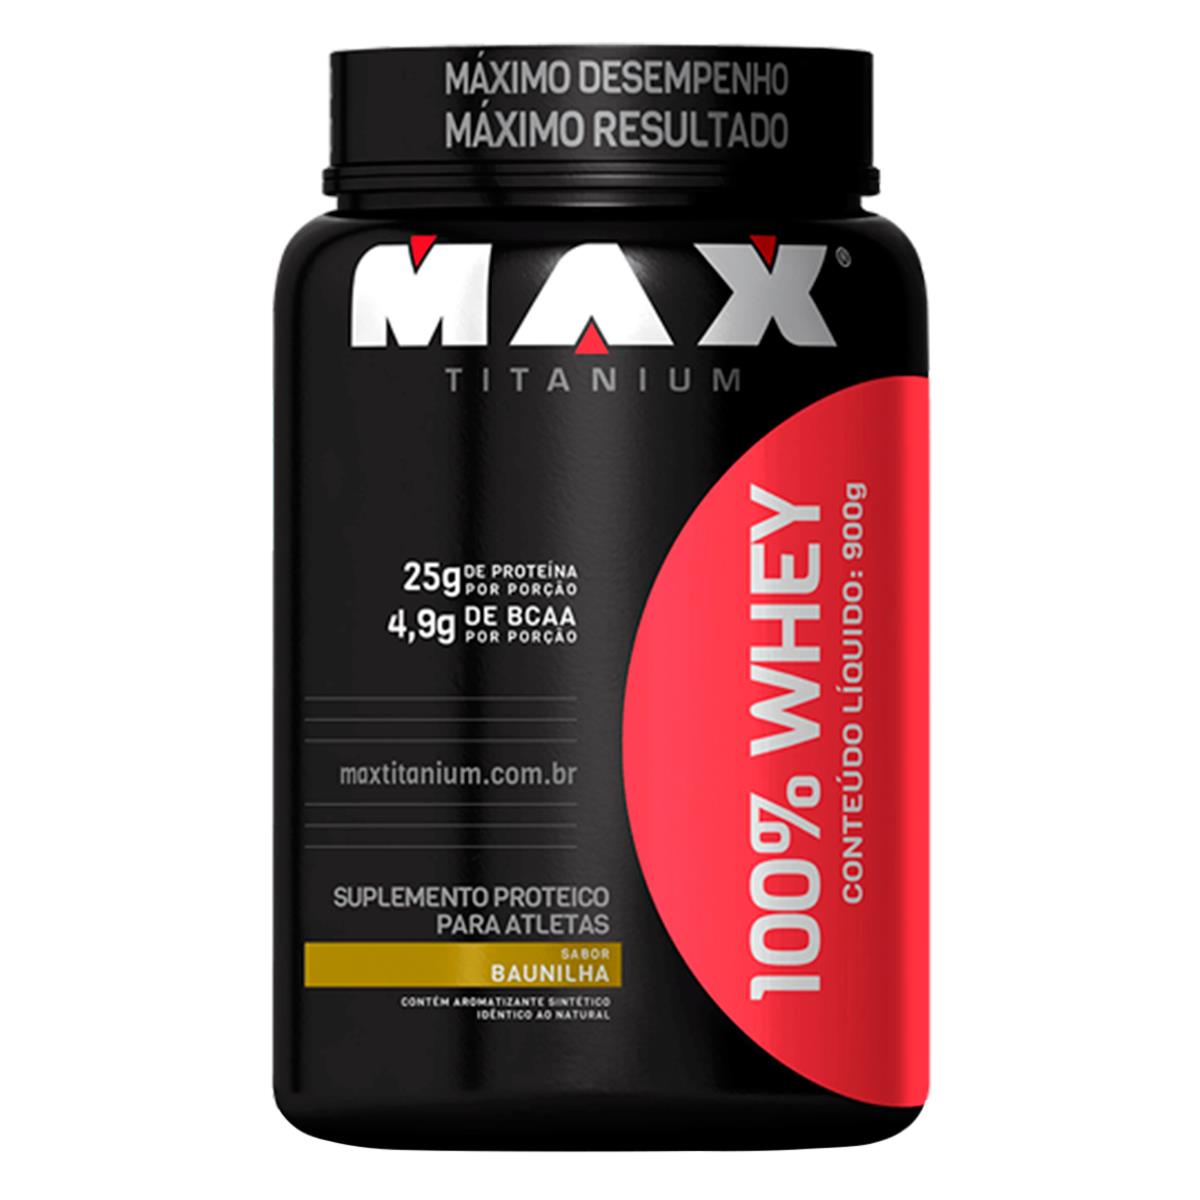 MÁXIMO DESEMPENHO
MÁXIMO RESULTADO
MAX®
TITANIUM
25g DE PROTEÍNA
POR PORÇÃO
4,9g DE BCAA
POR PORÇÃO
maxtitanium.com.br
SUPLEMENTO PROTEICO
PARA ATLETAS
SABOR
BAUNILHA
CONTÉM AROMATIZANTE SINTÉTICO
IDÊNTICO AO NATURAL
100% WHEY
CONTEÚDO LÍQUIDO: 900g